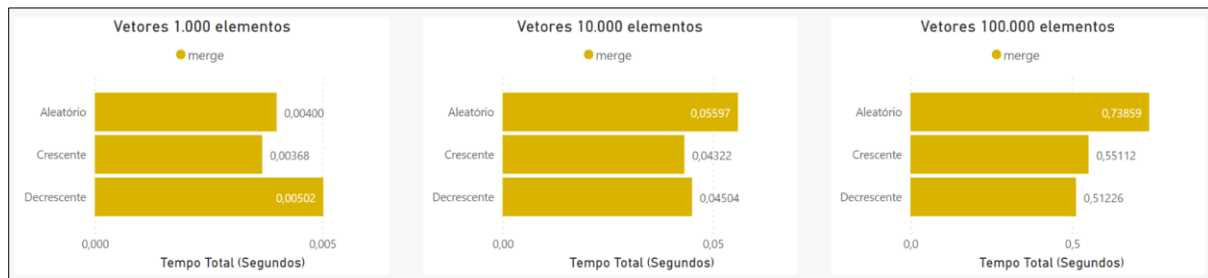 Vetores 1.000 elementos
merge
Aleatório 0,00400
Crescente 0,00368
Decrescente 0,00502
0,000 0,005
Tempo Total (Segundos)
Vetores 10.000 elementos
merge
Aleatório 0,05597
Crescente 0,04322
Decrescente 0,04504
0,00 0,05
Tempo Total (Segundos)
Vetores 100.000 elementos
merge
Aleatório 0,73859
Crescente 0,55112
Decrescente 0,51226
0,0 0,5
Tempo Total (Segundos)